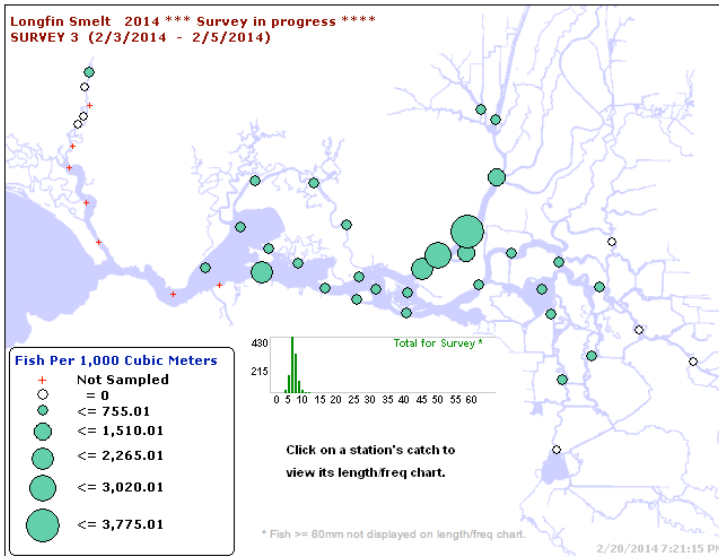 Longfin Smelt 2014 *** Survey in progress ****
SURVEY 3 (2/3/2014 - 2/5/2014)
430
215
Total for Survey *
0 5 10 15 20 25 30 35 40 45 50 55 60
Fish Per 1,000 Cubic Meters
Not Sampled
= 0
<= 755.01
<= 1,510.01
<= 2,265.01
<= 3,020.01
<= 3,775.01
Click on a station's catch to
view its length/freq chart.
* Fish >= 60mm not displayed on length/freq chart.
2/20/2014 7:21:15 PM